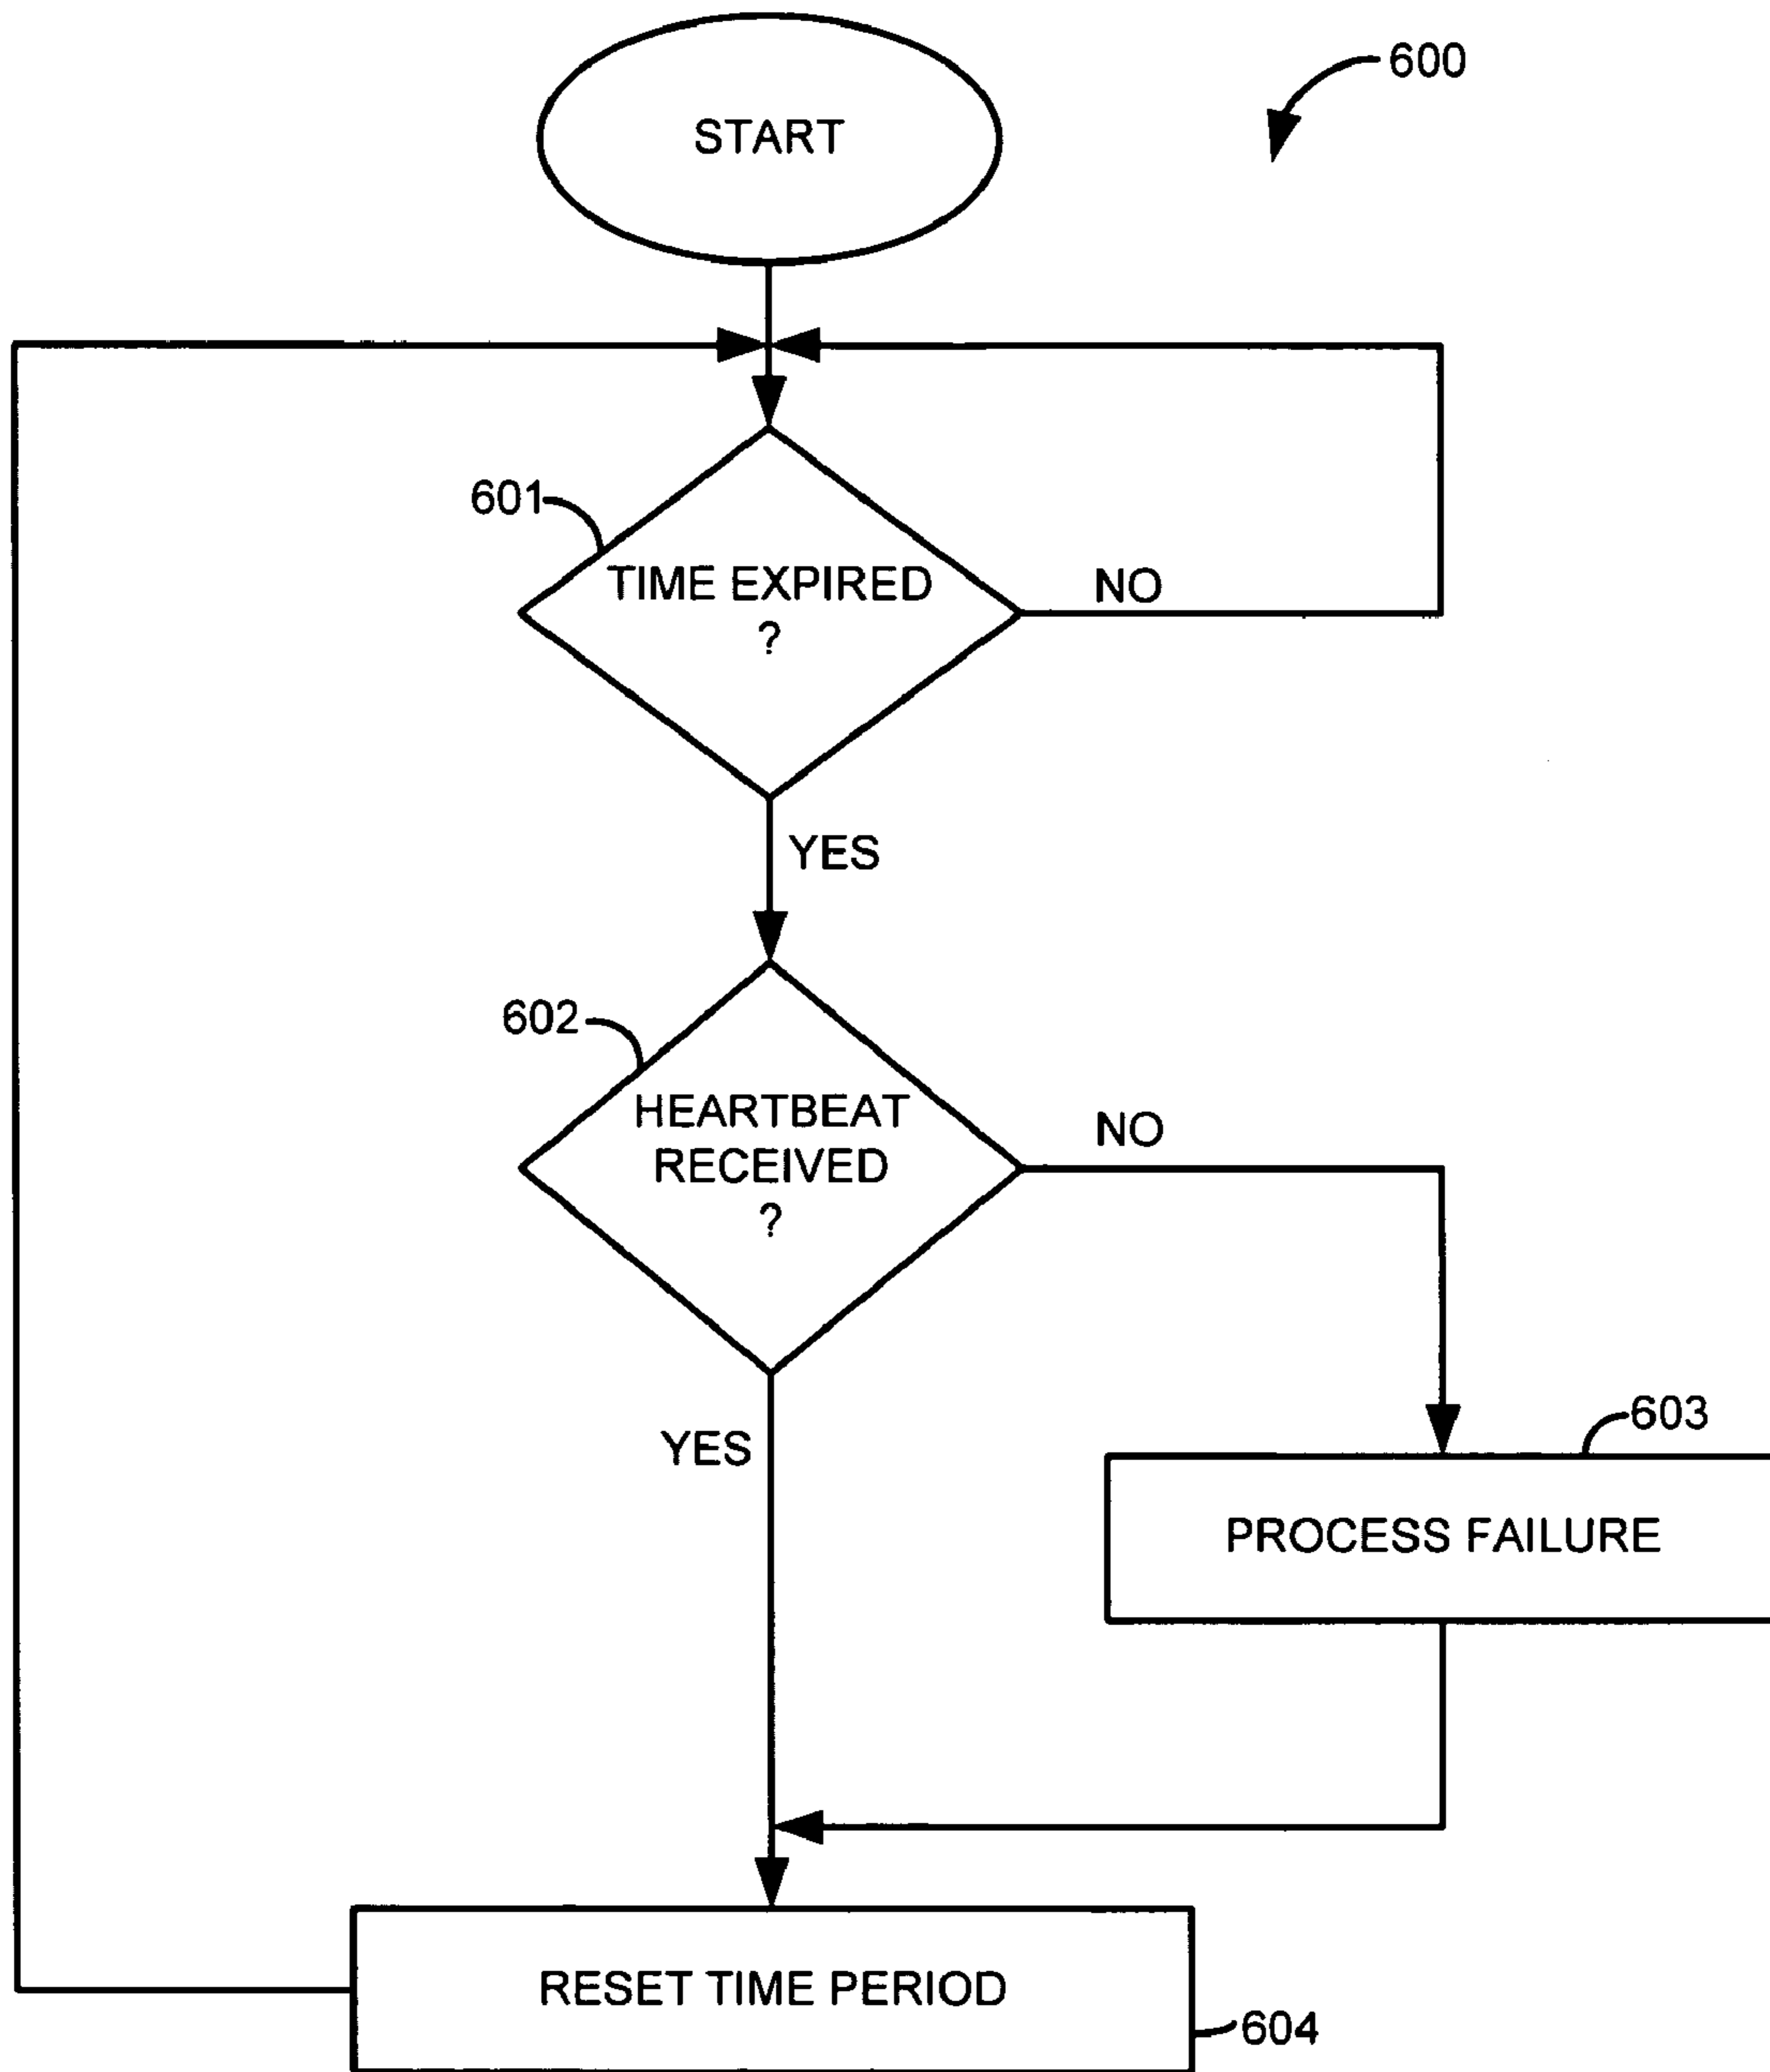 START
600
601
TIME EXPIRED
?
NO
YES
602
HEARTBEAT
RECEIVED
?
NO
YES
603
PROCESS FAILURE
RESET TIME PERIOD
604